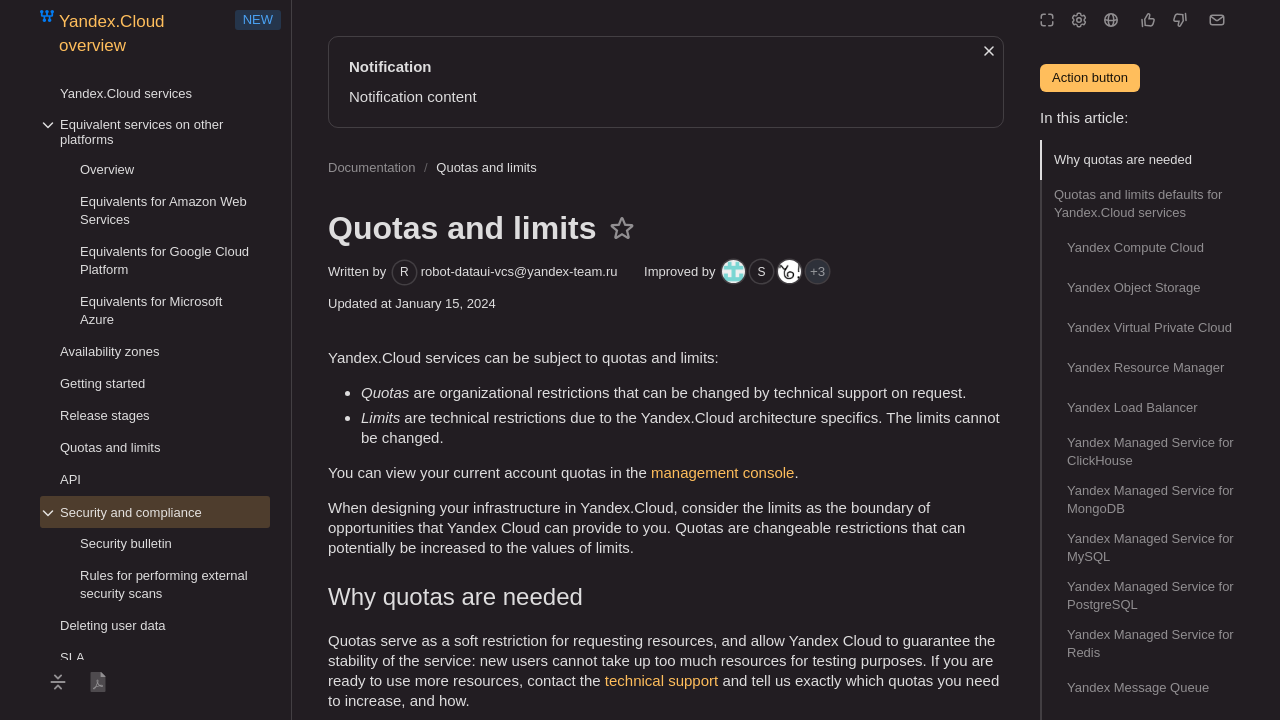 Yandex.Cloud overview
NEW
Yandex.Cloud services
Equivalent services on other
platforms
Overview
Equivalents for Amazon Web
Services
Equivalents for Google Cloud
Platform
Equivalents for Microsoft
Azure
Availability zones
Getting started
Release stages
Quotas and limits
API
Security and compliance
Security bulletin
Rules for performing external
security scans
Deleting user data
SLA
Notification
Notification content
Documentation / Quotas and limits
Quotas and limits
Written by R robot-dataui-vcs@yandex-team.ru Improved by S +3
Updated at January 15, 2024
Yandex.Cloud services can be subject to quotas and limits:
• Quotas are organizational restrictions that can be changed by technical support on request.
• Limits are technical restrictions due to the Yandex.Cloud architecture specifics. The limits cannot
be changed.
You can view your current account quotas in the management console.
When designing your infrastructure in Yandex.Cloud, consider the limits as the boundary of
opportunities that Yandex Cloud can provide to you. Quotas are changeable restrictions that can
potentially be increased to the values of limits.
Why quotas are needed
Quotas serve as a soft restriction for requesting resources, and allow Yandex Cloud to guarantee the
stability of the service: new users cannot take up too much resources for testing purposes. If you are
ready to use more resources, contact the technical support and tell us exactly which quotas you need
to increase, and how.
Action button
In this article:
Why quotas are needed
Quotas and limits defaults for
Yandex.Cloud services
Yandex Compute Cloud
Yandex Object Storage
Yandex Virtual Private Cloud
Yandex Resource Manager
Yandex Load Balancer
Yandex Managed Service for
ClickHouse
Yandex Managed Service for
MongoDB
Yandex Managed Service for
MySQL
Yandex Managed Service for
PostgreSQL
Yandex Managed Service for
Redis
Yandex Message Queue